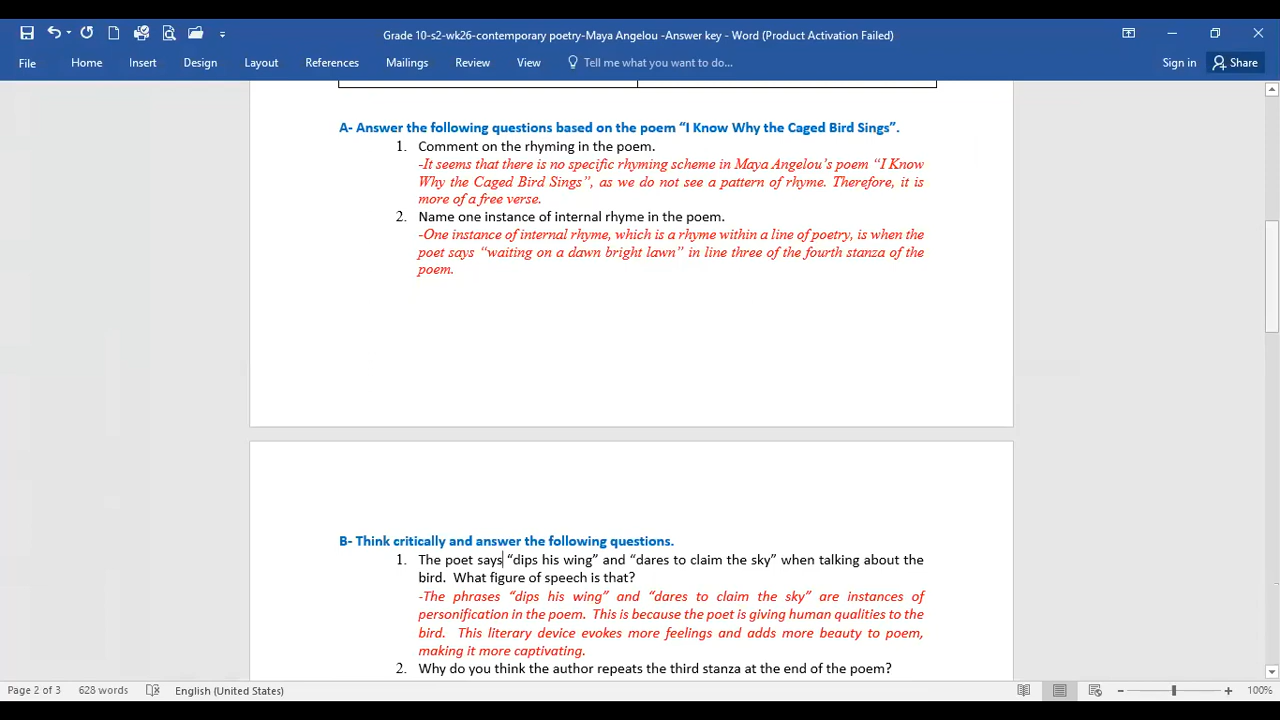 Grade 10-s2-wk26-contemporary poetry-Maya Angelou -Answer key - Word (Product Activation Failed)
File Home Insert Design Layout References Mailings Review View Tell me what you want to do... Sign in Share
A- Answer the following questions based on the poem “I Know Why the Caged Bird Sings”.
1. Comment on the rhyming in the poem.
-It seems that there is no specific rhyming scheme in Maya Angelou’s poem “I Know
Why the Caged Bird Sings”, as we do not see a pattern of rhyme. Therefore, it is
more of a free verse.
2. Name one instance of internal rhyme in the poem.
-One instance of internal rhyme, which is a rhyme within a line of poetry, is when the
poet says “waiting on a dawn bright lawn” in line three of the fourth stanza of the
poem.
B- Think critically and answer the following questions.
1. The poet says “dips his wing” and “dares to claim the sky” when talking about the
bird. What figure of speech is that?
-The phrases “dips his wing” and “dares to claim the sky” are instances of
personification in the poem. This is because the poet is giving human qualities to the
bird. This literary device evokes more feelings and adds more beauty to poem,
making it more captivating.
2. Why do you think the author repeats the third stanza at the end of the poem?
Page 2 of 3 628 words English (United States) 100%